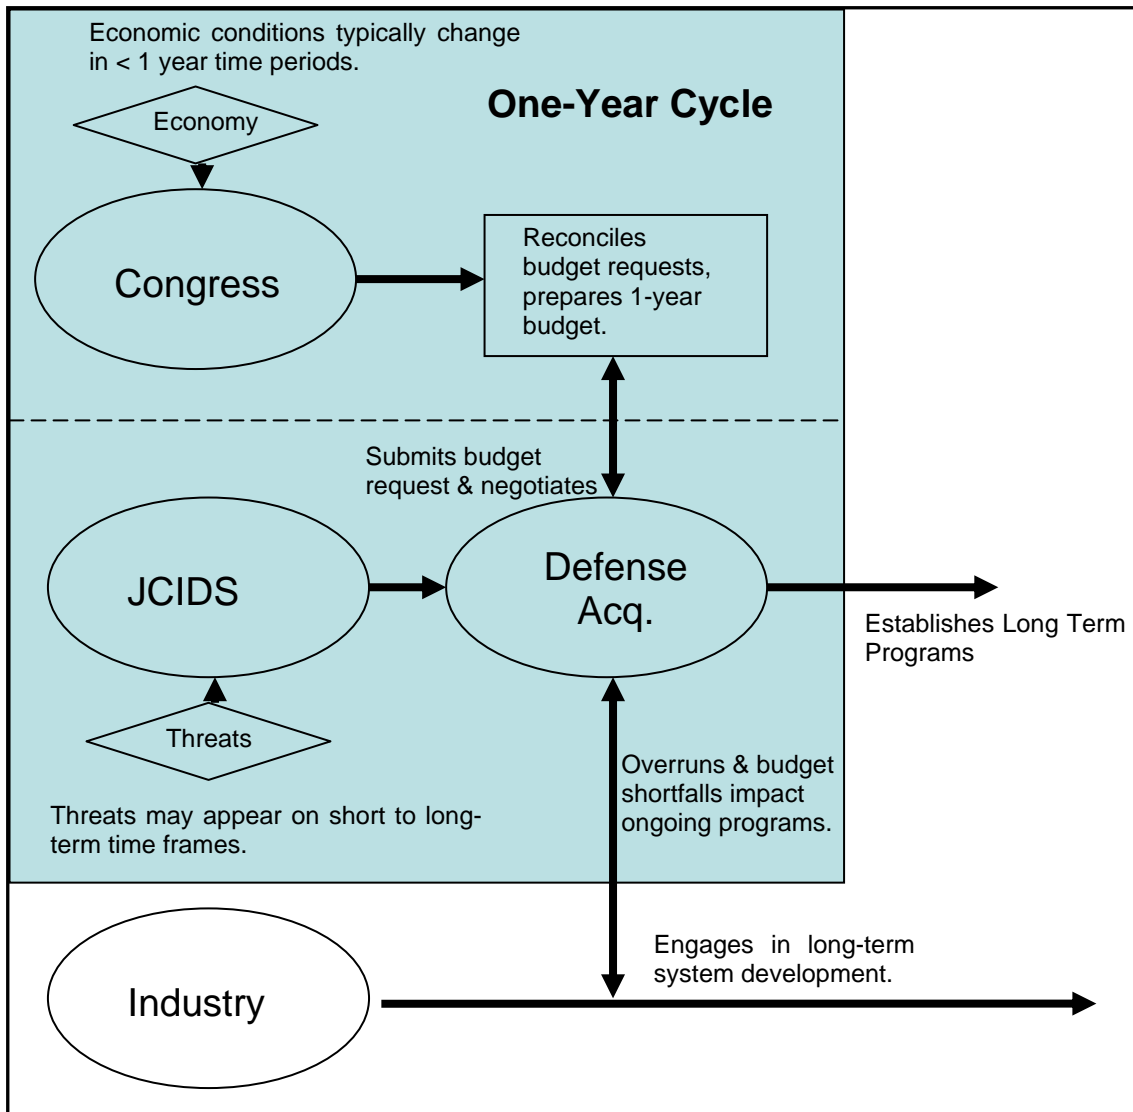 Economic conditions typically change
in < 1 year time periods.
One-Year Cycle
Economy
Congress
Reconciles
budget requests,
prepares 1-year
budget.
Submits budget
request & negotiates
JCIDS
Defense
Acq.
Establishes Long Term
Programs
Threats
Overruns & budget
shortfalls impact
ongoing programs.
Threats may appear on short to long-
term time frames.
Engages in long-term
system development.
Industry